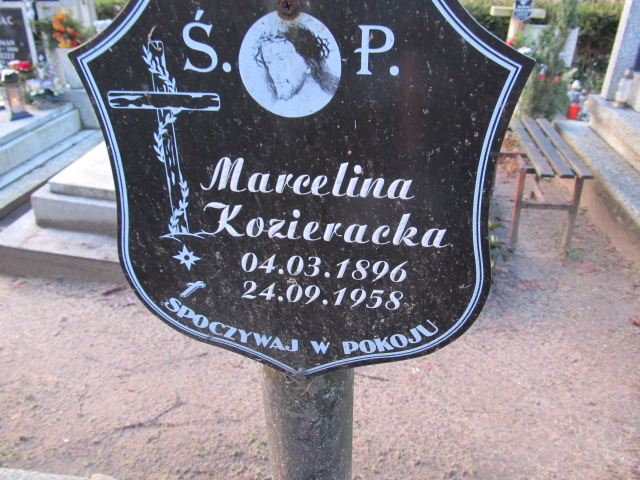 Ś. P.
Marcelina
Kozieracka
04.03.1896
24.09.1958
SPOCZYWAJ W POKOJU